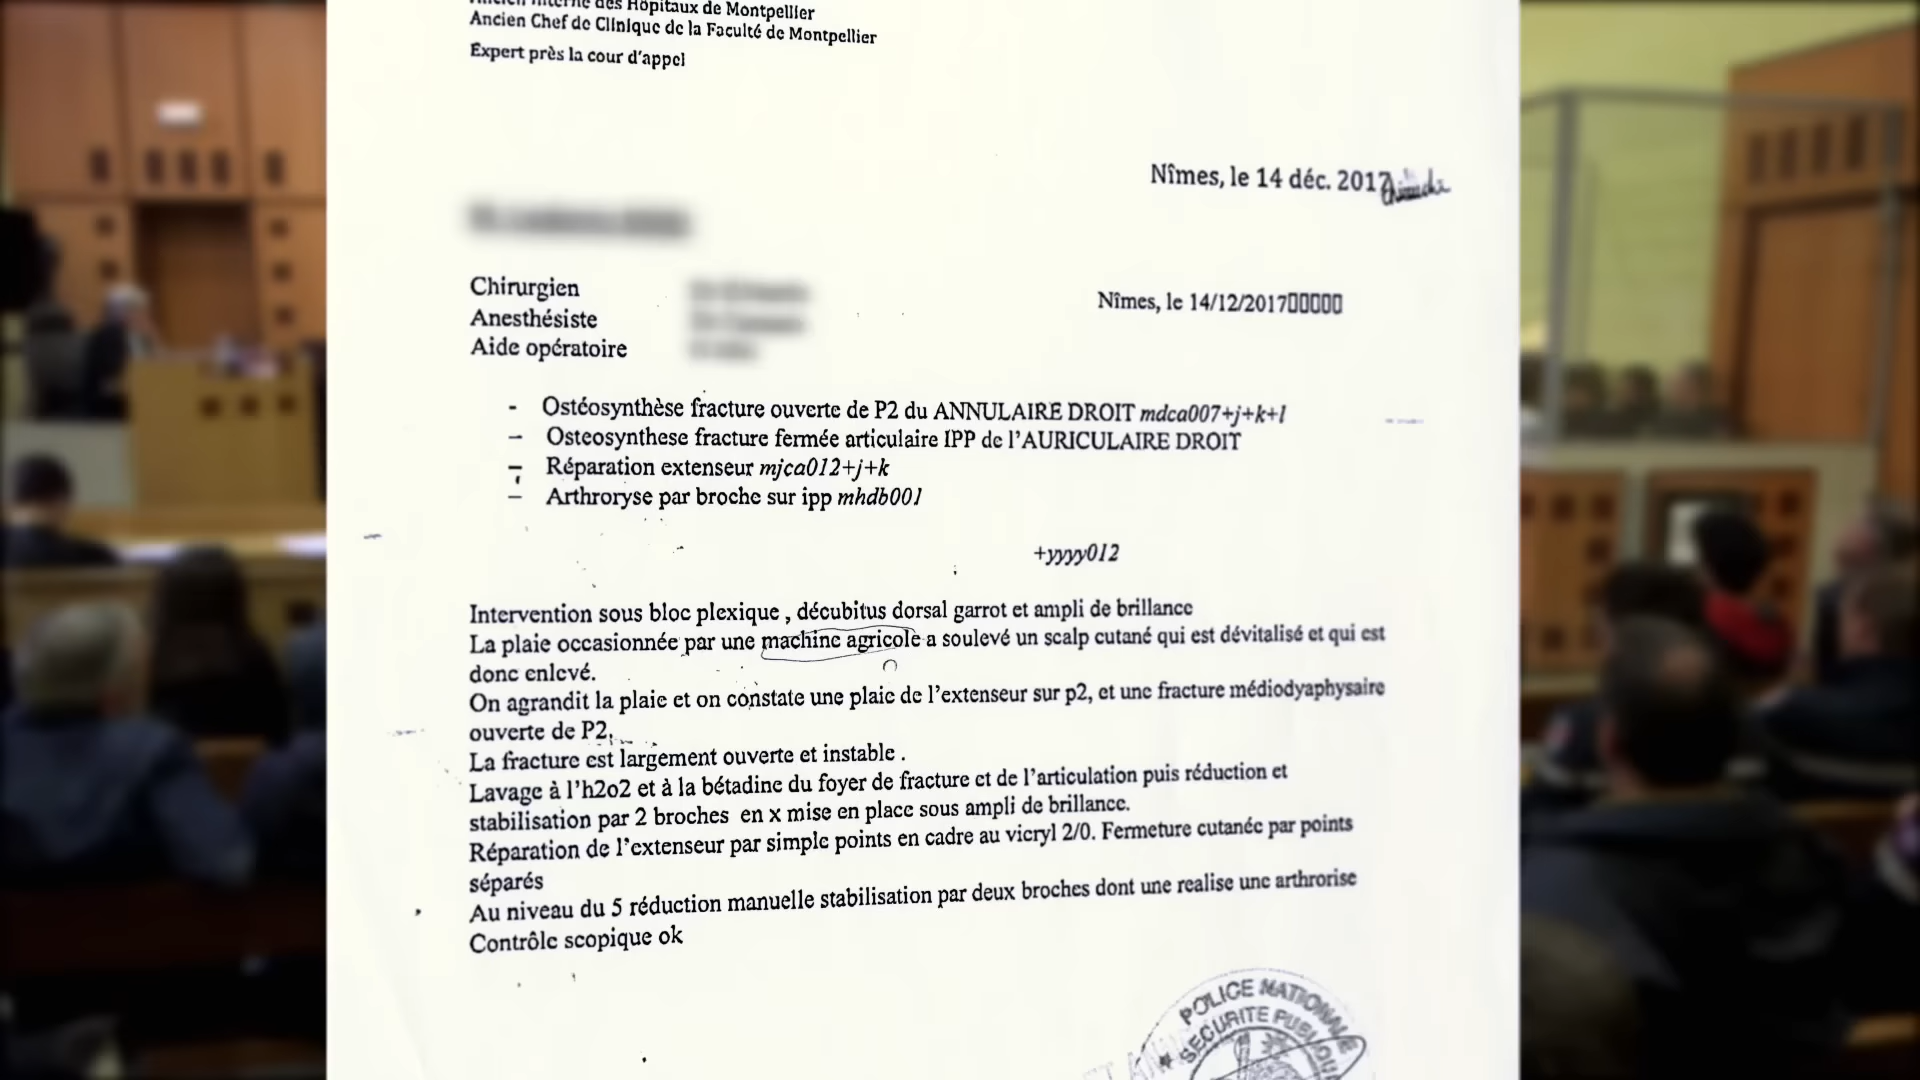 Ancien Interne des Hôpitaux de Montpellier
Ancien Chef de Clinique de la Faculté de Montpellier
Expert près la cour d'appel
Nîmes, le 14 déc. 2017
Chirurgien
Nîmes, le 14/12/2017
Anesthésiste
Aide opératoire
- Ostéosynthèse fracture ouverte de P2 du ANNULAIRE DROIT mdca007+j+k+l
– Osteosynthese fracture fermée articulaire IPP de l'AURICULAIRE DROIT
– Réparation extenseur mjca012+j+k
– Arthroryse par broche sur ipp mhdb001
+yyyy012
Intervention sous bloc plexique , décubitus dorsal garrot et ampli de brillance
La plaie occasionnée par une machine agricole a soulevé un scalp cutané qui est dévitalisé et qui est
donc enlevé.
On agrandit la plaie et on constate une plaie de l'extenseur sur p2, et une fracture médiodyaphysaire
ouverte de P2.
La fracture est largement ouverte et instable .
Lavage à l'h2o2 et à la bétadine du foyer de fracture et de l'articulation puis réduction et
stabilisation par 2 broches en x mise en place sous ampli de brillance.
Réparation de l'extenseur par simple points en cadre au vicryl 2/0. Fermeture cutanée par points
séparés
Au niveau du 5 réduction manuelle stabilisation par deux broches dont une realise une arthrorise
Contrôle scopique ok
POLICE NATIONALE
SECURITE PUBLIQUE